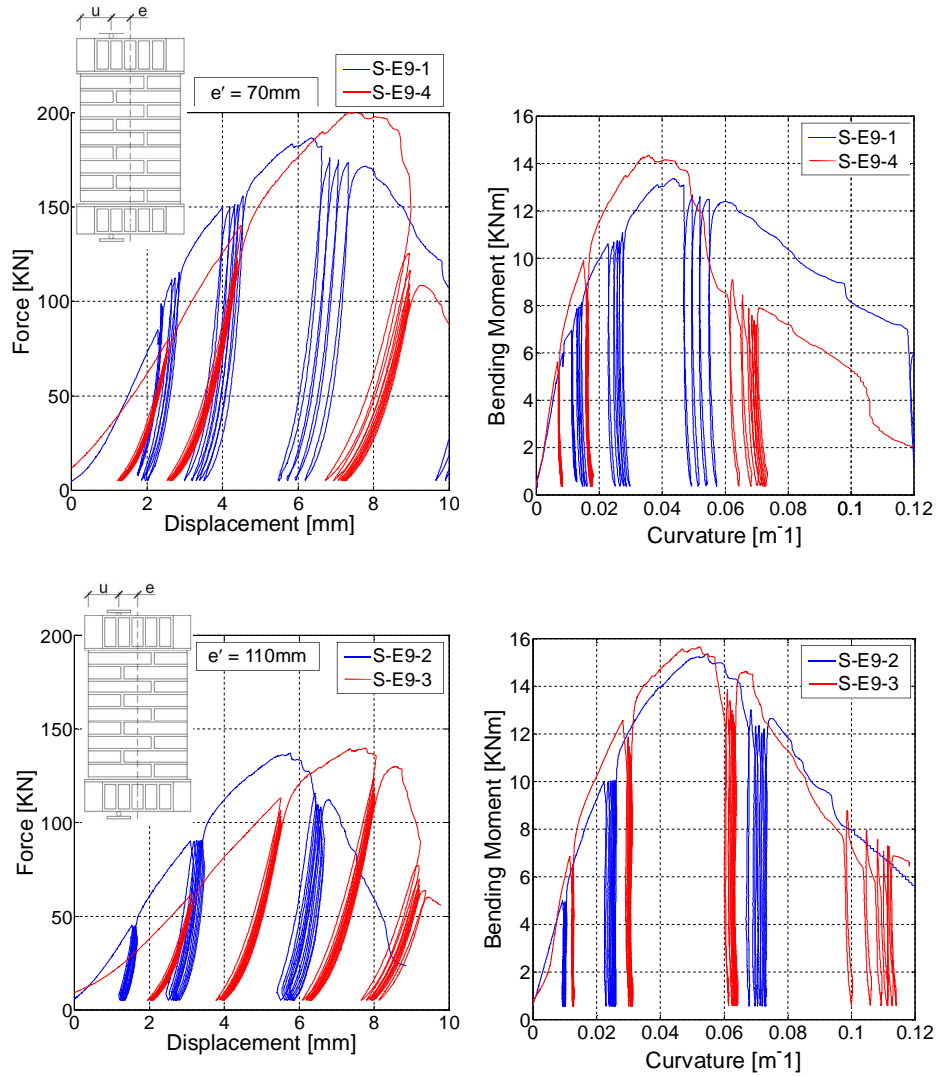 u e
e′ = 70mm
S-E9-1
S-E9-4
200
150
100
50
0
0 2 4 6 8 10
Force [KN]
Displacement [mm]
S-E9-1
S-E9-4
16
14
12
10
8
6
4
2
0
0 0.02 0.04 0.06 0.08 0.1 0.12
Bending Moment [KNm]
Curvature [m-1]
u e
e′ = 110mm
S-E9-2
S-E9-3
200
150
100
50
0
0 2 4 6 8 10
Force [KN]
Displacement [mm]
S-E9-2
S-E9-3
16
14
12
10
8
6
4
2
0
0 0.02 0.04 0.06 0.08 0.1 0.12
Bending Moment [KNm]
Curvature [m-1]